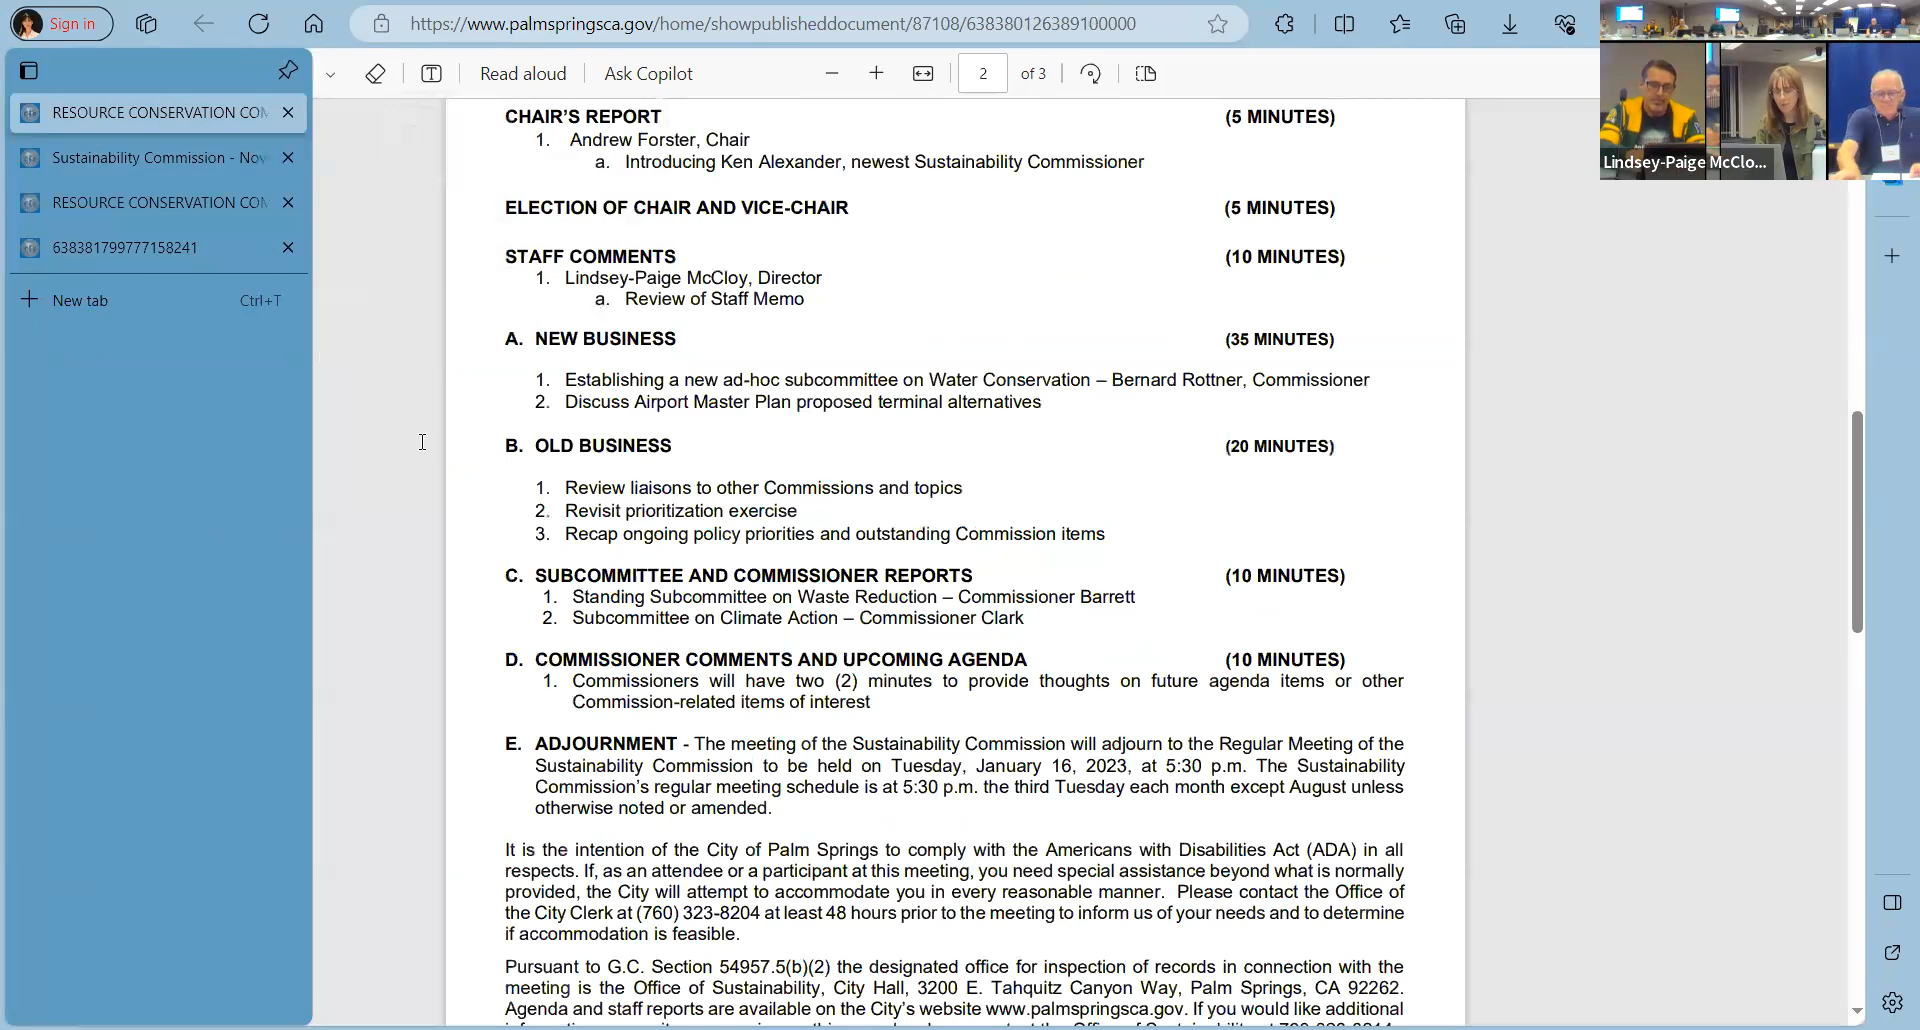 Sign in
https://www.palmspringsca.gov/home/showpublisheddocument/87108/638380126389100000
RESOURCE CONSERVATION COM
Sustainability Commission - Nov
RESOURCE CONSERVATION COM
638381799777158241
New tab Ctrl+T
Read aloud Ask Copilot 2 of 3
Lindsey-Paige McClo...
CHAIR'S REPORT (5 MINUTES)
1. Andrew Forster, Chair
a. Introducing Ken Alexander, newest Sustainability Commissioner
ELECTION OF CHAIR AND VICE-CHAIR (5 MINUTES)
STAFF COMMENTS (10 MINUTES)
1. Lindsey-Paige McCloy, Director
a. Review of Staff Memo
A. NEW BUSINESS (35 MINUTES)
1. Establishing a new ad-hoc subcommittee on Water Conservation – Bernard Rottner, Commissioner
2. Discuss Airport Master Plan proposed terminal alternatives
B. OLD BUSINESS (20 MINUTES)
1. Review liaisons to other Commissions and topics
2. Revisit prioritization exercise
3. Recap ongoing policy priorities and outstanding Commission items
C. SUBCOMMITTEE AND COMMISSIONER REPORTS (10 MINUTES)
1. Standing Subcommittee on Waste Reduction – Commissioner Barrett
2. Subcommittee on Climate Action – Commissioner Clark
D. COMMISSIONER COMMENTS AND UPCOMING AGENDA (10 MINUTES)
1. Commissioners will have two (2) minutes to provide thoughts on future agenda items or other
Commission-related items of interest
E. ADJOURNMENT - The meeting of the Sustainability Commission will adjourn to the Regular Meeting of the
Sustainability Commission to be held on Tuesday, January 16, 2023, at 5:30 p.m. The Sustainability
Commission's regular meeting schedule is at 5:30 p.m. the third Tuesday each month except August unless
otherwise noted or amended.
It is the intention of the City of Palm Springs to comply with the Americans with Disabilities Act (ADA) in all
respects. If, as an attendee or a participant at this meeting, you need special assistance beyond what is normally
provided, the City will attempt to accommodate you in every reasonable manner. Please contact the Office of
the City Clerk at (760) 323-8204 at least 48 hours prior to the meeting to inform us of your needs and to determine
if accommodation is feasible.
Pursuant to G.C. Section 54957.5(b)(2) the designated office for inspection of records in connection with the
meeting is the Office of Sustainability, City Hall, 3200 E. Tahquitz Canyon Way, Palm Springs, CA 92262.
Agenda and staff reports are available on the City's website www.palmspringsca.gov. If you would like additional